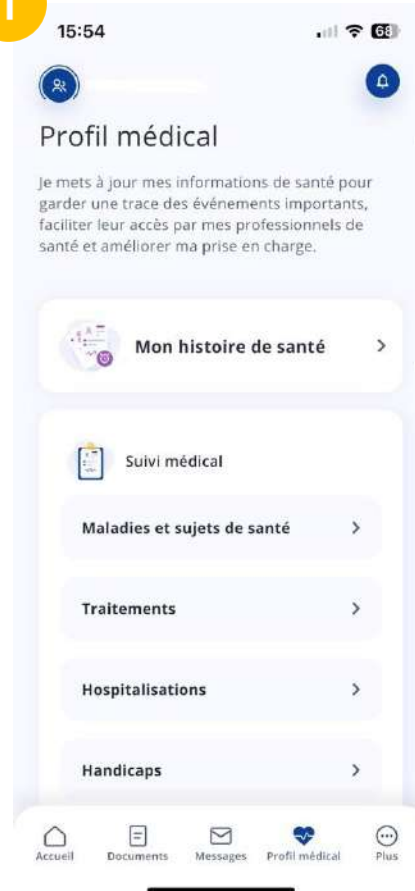 1
15:54
68
Profil médical
Je mets à jour mes informations de santé pour
garder une trace des événements importants,
faciliter leur accès par mes professionnels de
santé et améliorer ma prise en charge.
Mon histoire de santé
Suivi médical
Maladies et sujets de santé
Traitements
Hospitalisations
Handicaps
Accueil Documents Messages Profil médical Plus